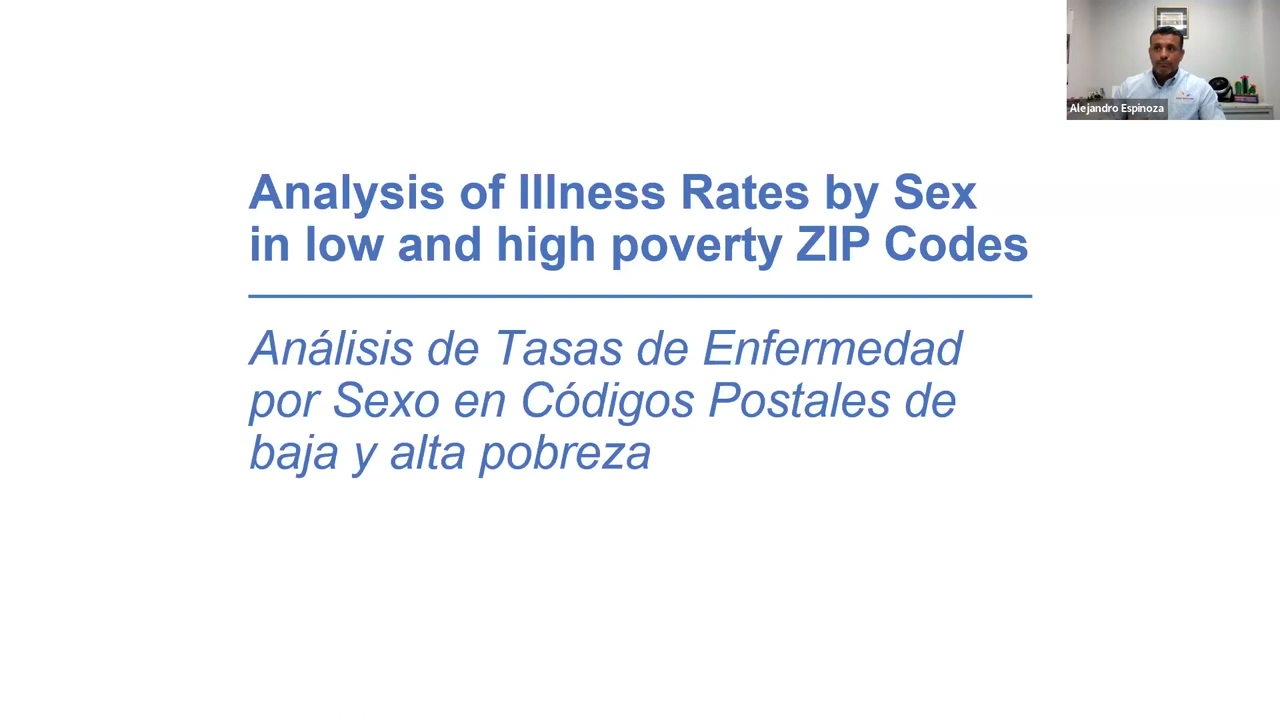 Alejandro Espinoza
Analysis of Illness Rates by Sex
in low and high poverty ZIP Codes
Análisis de Tasas de Enfermedad
por Sexo en Códigos Postales de
baja y alta pobreza